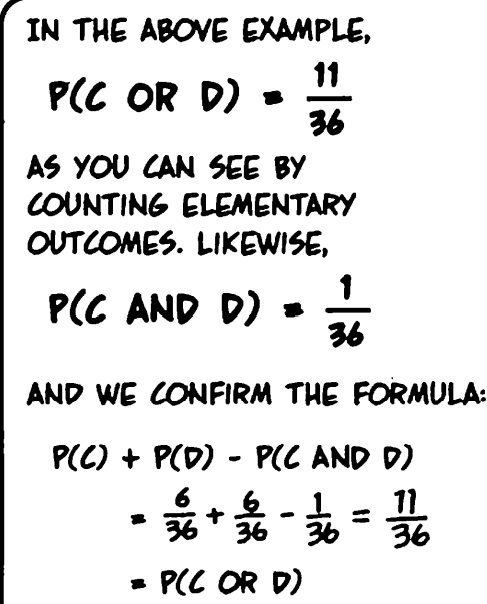 IN THE ABOVE EXAMPLE,
P(C OR D) = 11/36
AS YOU CAN SEE BY
COUNTING ELEMENTARY
OUTCOMES. LIKEWISE,
P(C AND D) = 1/36
AND WE CONFIRM THE FORMULA:
P(C) + P(D) - P(C AND D)
= 6/36 + 6/36 - 1/36 = 11/36
= P(C OR D)